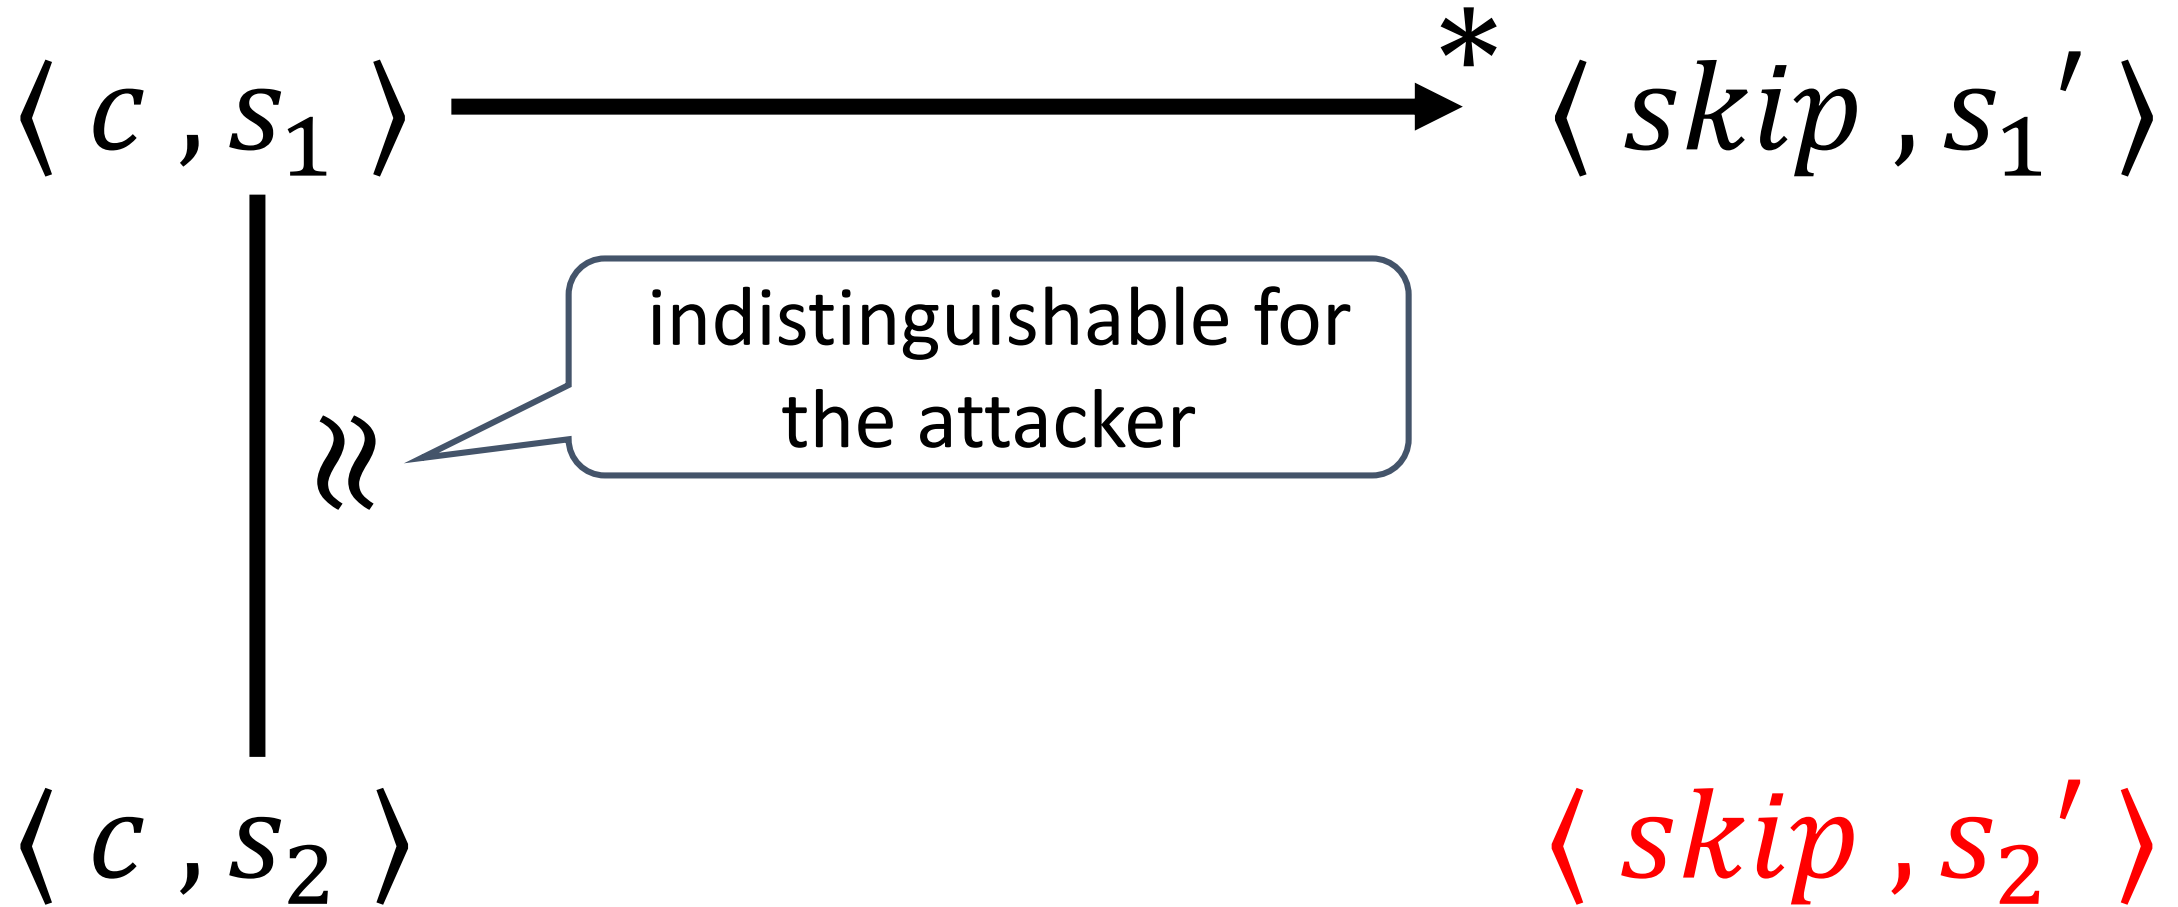 ⟨ c , s₁ ⟩ * ⟨ skip , s₁′ ⟩
indistinguishable for
the attacker
≈
⟨ c , s₂ ⟩ ⟨ skip , s₂′ ⟩